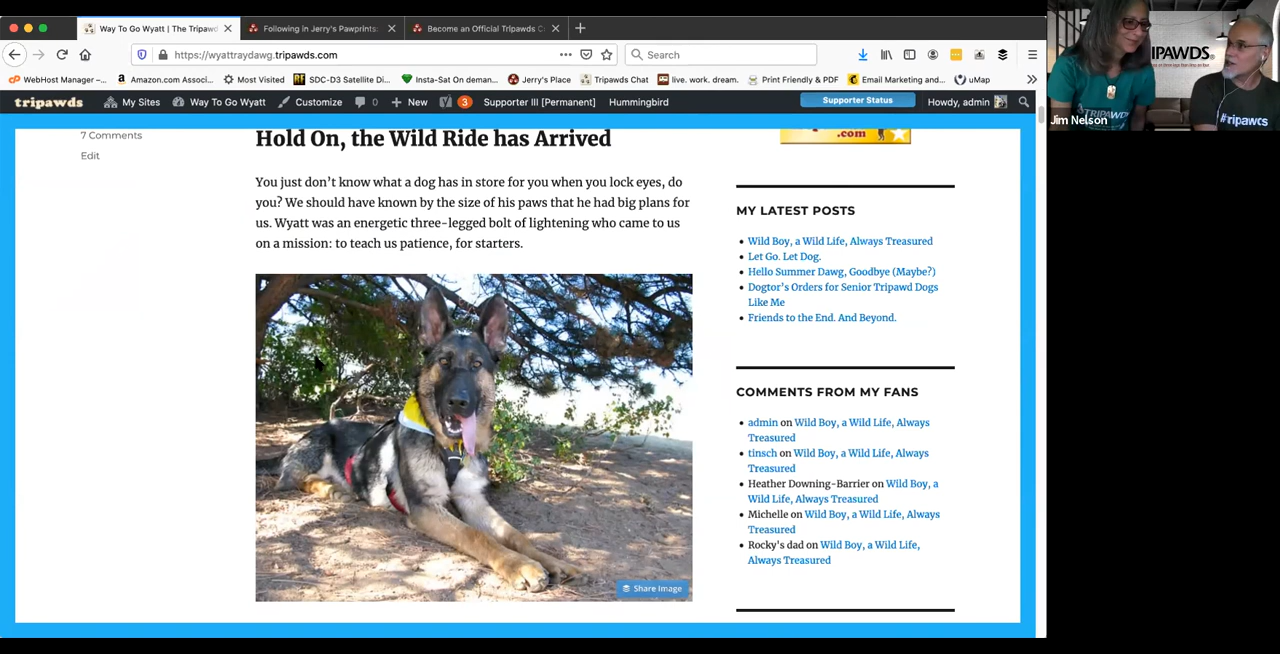 Way To Go Wyatt | The Tripawd
Following in Jerry's Pawprints:
Become an Official Tripawds C
https://wyattraydawg.tripawds.com
Search
WebHost Manager –...
Amazon.com Associ...
Most Visited
SDC-D3 Satellite Di...
Insta-Sat On deman...
Jerry's Place
Tripawds Chat
live. work. dream.
Print Friendly & PDF
Email Marketing and...
uMap
tripawds
My Sites
Way To Go Wyatt
Customize
0
New
3
Supporter III [Permanent]
Hummingbird
Supporter Status
Howdy, admin
7 Comments
Edit
Hold On, the Wild Ride has Arrived
You just don't know what a dog has in store for you when you lock eyes, do
you? We should have known by the size of his paws that he had big plans for
us. Wyatt was an energetic three-legged bolt of lightening who came to us
on a mission: to teach us patience, for starters.
Share Image
.com
MY LATEST POSTS
Wild Boy, a Wild Life, Always Treasured
Let Go. Let Dog.
Hello Summer Dawg, Goodbye (Maybe?)
Dogtor's Orders for Senior Tripawd Dogs
Like Me
Friends to the End. And Beyond.
COMMENTS FROM MY FANS
admin on Wild Boy, a Wild Life, Always
Treasured
tinsch on Wild Boy, a Wild Life, Always
Treasured
Heather Downing-Barrier on Wild Boy, a
Wild Life, Always Treasured
Michelle on Wild Boy, a Wild Life, Always
Treasured
Rocky's dad on Wild Boy, a Wild Life,
Always Treasured
IPAWDS
TRIPAWD
#tripawds
Jim Nelson